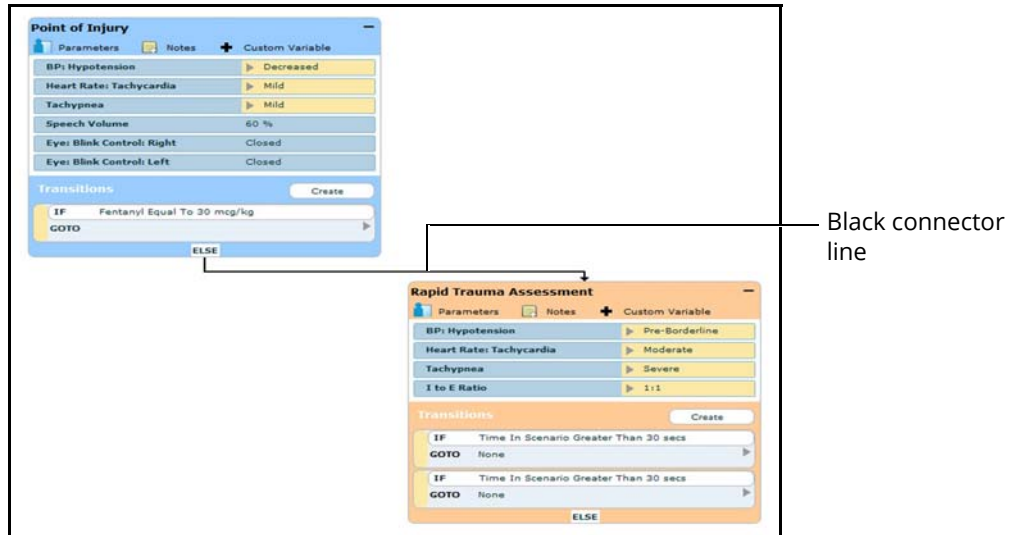 Point of Injury
Parameters Notes Custom Variable
BP: Hypotension Decreased
Heart Rate: Tachycardia Mild
Tachypnea Mild
Speech Volume 60 %
Eye: Blink Control: Right Closed
Eye: Blink Control: Left Closed
Transitions Create
IF Fentanyl Equal To 30 mcg/kg
GOTO
ELSE
Black connector
line
Rapid Trauma Assessment
Parameters Notes Custom Variable
BP: Hypotension Pre-Borderline
Heart Rate: Tachycardia Moderate
Tachypnea Severe
I to E Ratio 1:1
Transitions Create
IF Time In Scenario Greater Than 30 secs
GOTO None
IF Time In Scenario Greater Than 30 secs
GOTO None
ELSE